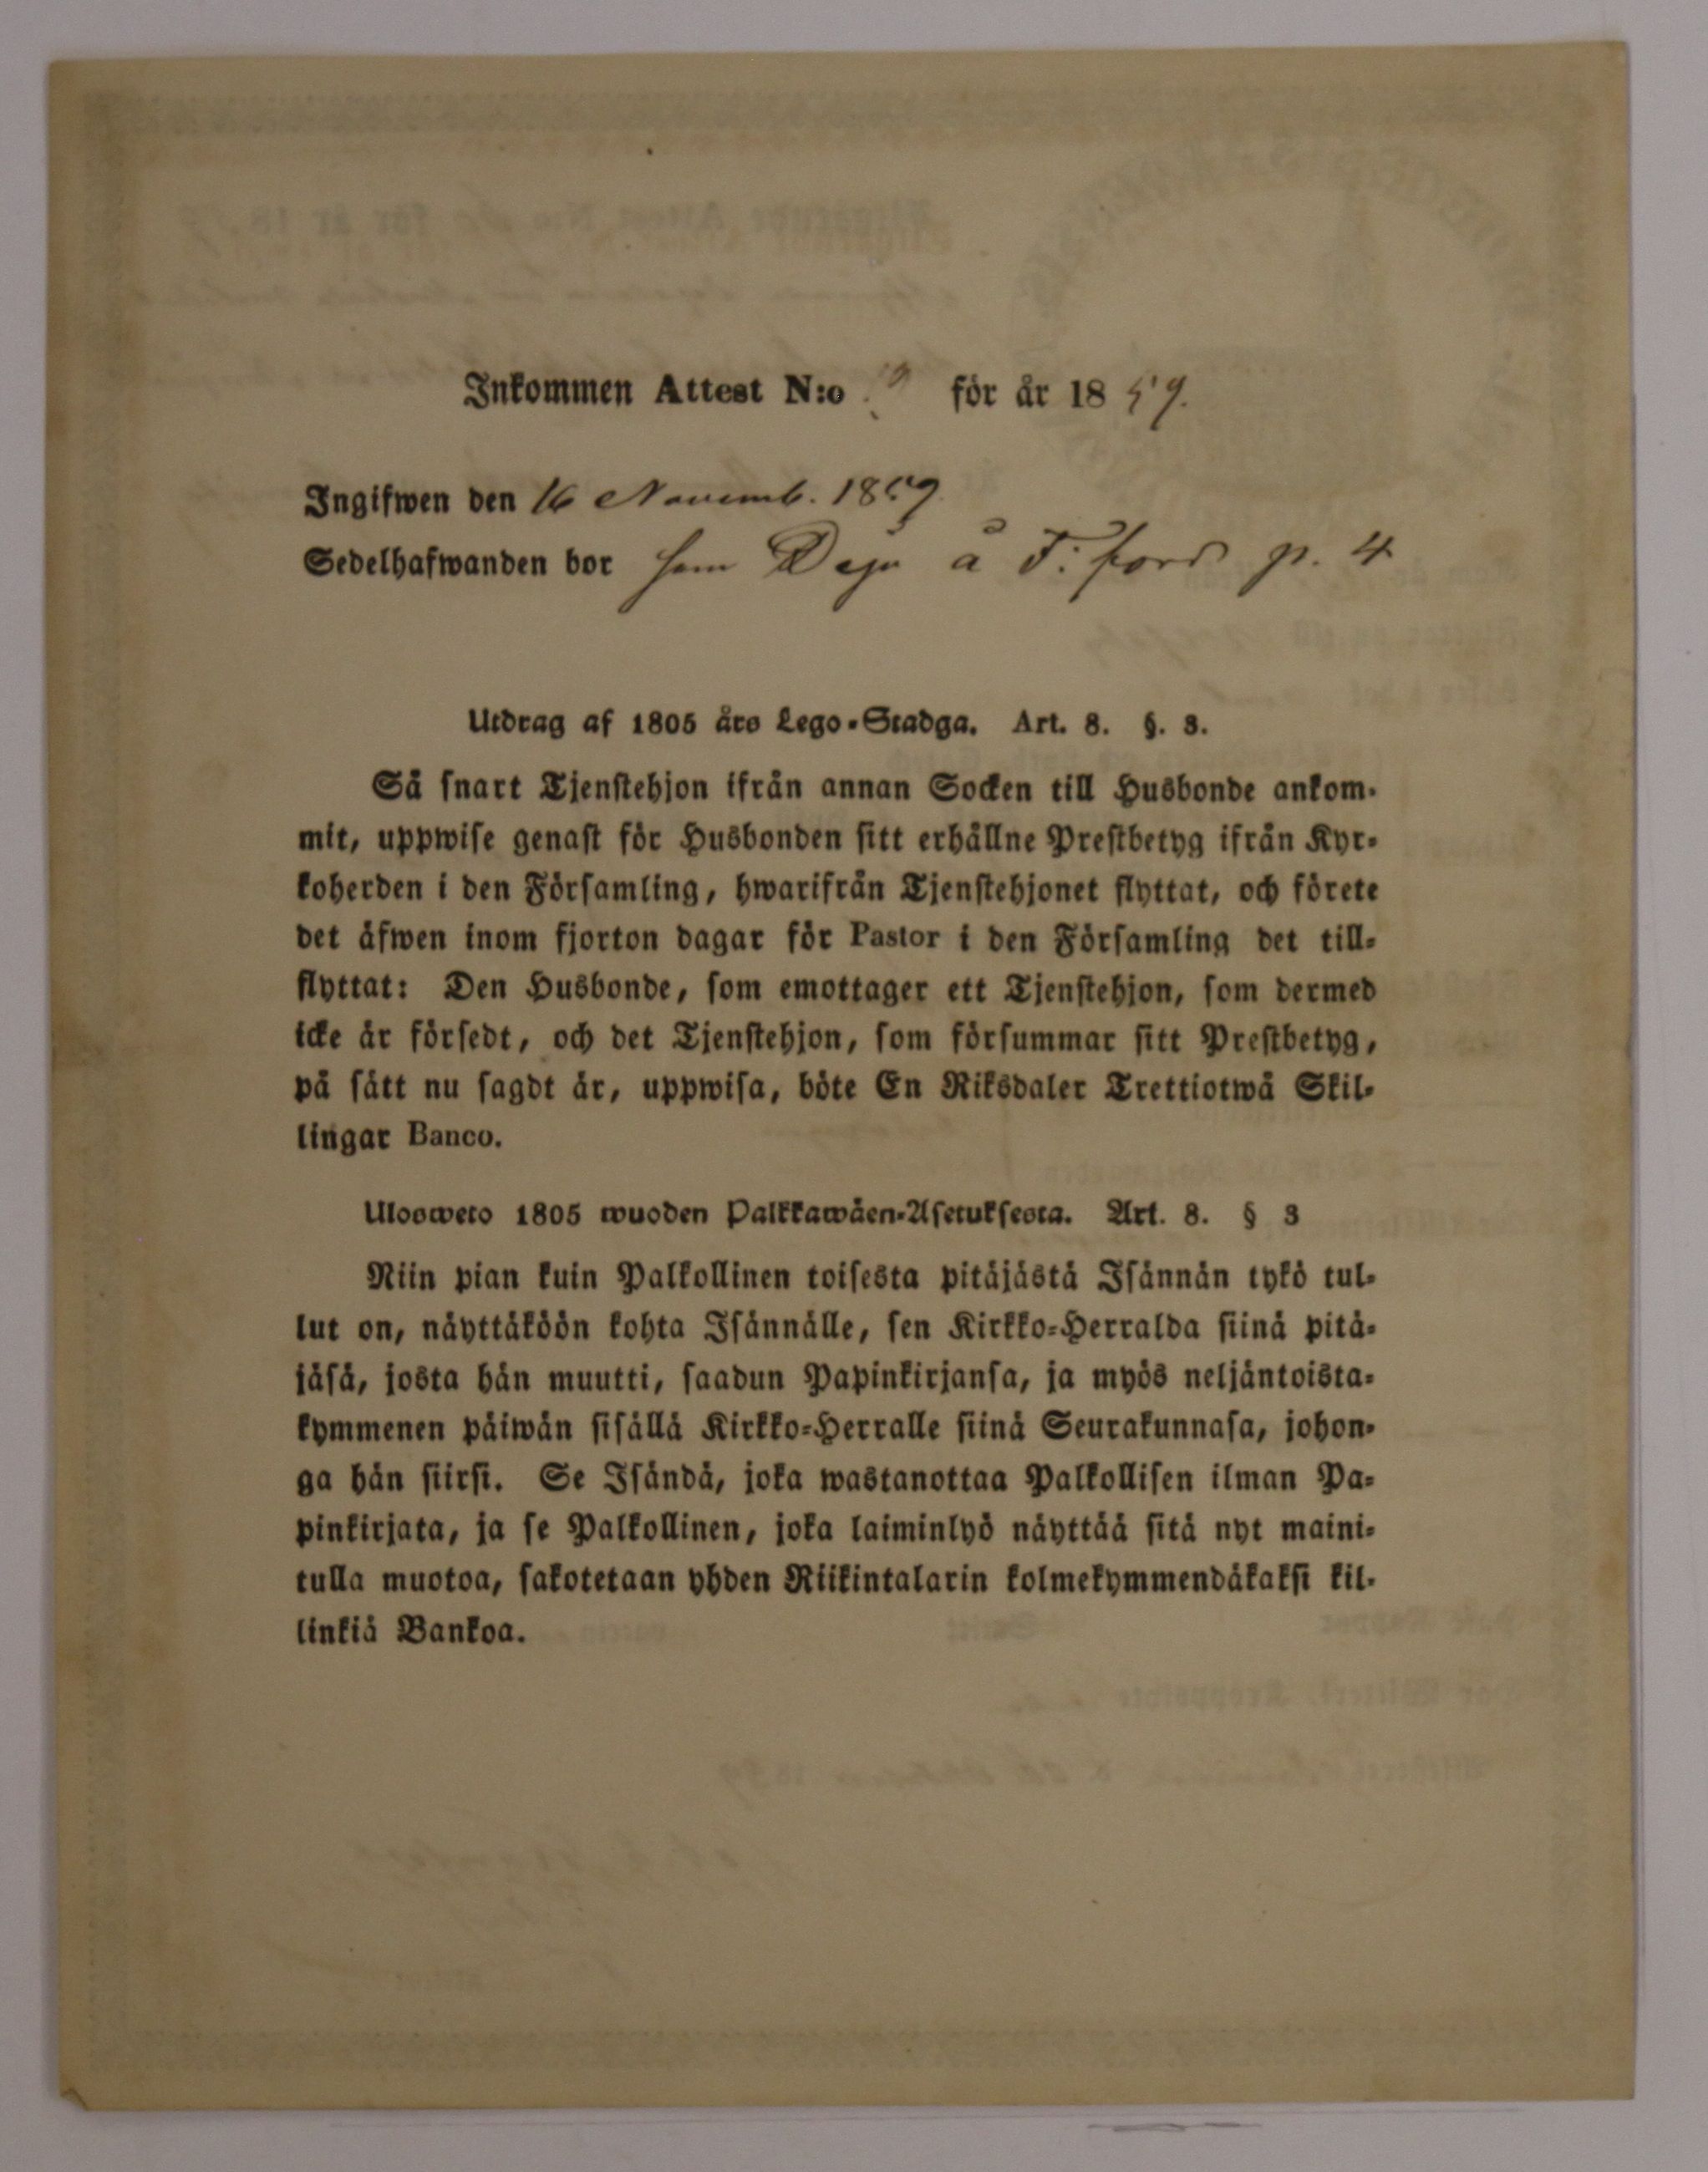 Inkommen Attest N:o för år 1859.
Ingifwen den 16 Novemb. 1859
Sedelhafwanden bor som Deja å F:ford p. 4
Utdrag af 1805 års Lego-Stadga. Art. 8. §. 3.
Så snart Tjenstehjon ifrån annan Socken till Husbonde ankom-
mit, uppwise genast för Husbonden sitt erhållne Prestbetyg ifrån Kyr-
koherden i den Församling, hwarifrån Tjenstehjonet flyttat, och förete
det äfwen inom fjorton dagar för Pastor i den Församling det till-
flyttat: Den Husbonde, som emottager ett Tjenstehjon, som dermed
icke är försedt, och det Tjenstehjon, som försummar sitt Prestbetyg,
på sätt nu sagdt är, uppwisa, böte En Riksdaler Trettiotwå Skil-
lingar Banco.
Ulosweto 1805 wuoden Palkkawäen-Asetuksesta. Art. 8. § 3
Niin pian kuin Palkollinen toisesta pitäjästä Isännän tykö tul-
lut on, näyttäköön kohta Isännälle, sen Kirkko-Herralda siinä pitä-
jäsä, josta hän muutti, saadun Papinkirjansa, ja myös neljäntoista-
kymmenen päiwän sisällä Kirkko-Herralle siinä Seurakunnasa, johon-
ga hän siirsi. Se Isändä, joka wastanottaa Palkollisen ilman Pa-
pinkirjata, ja se Palkollinen, joka laiminlyö näyttää sitä nyt maini-
tulla muotoa, sakotetaan yhden Riikintalarin kolmekymmendäkaksi kil-
linkiä Bankoa.